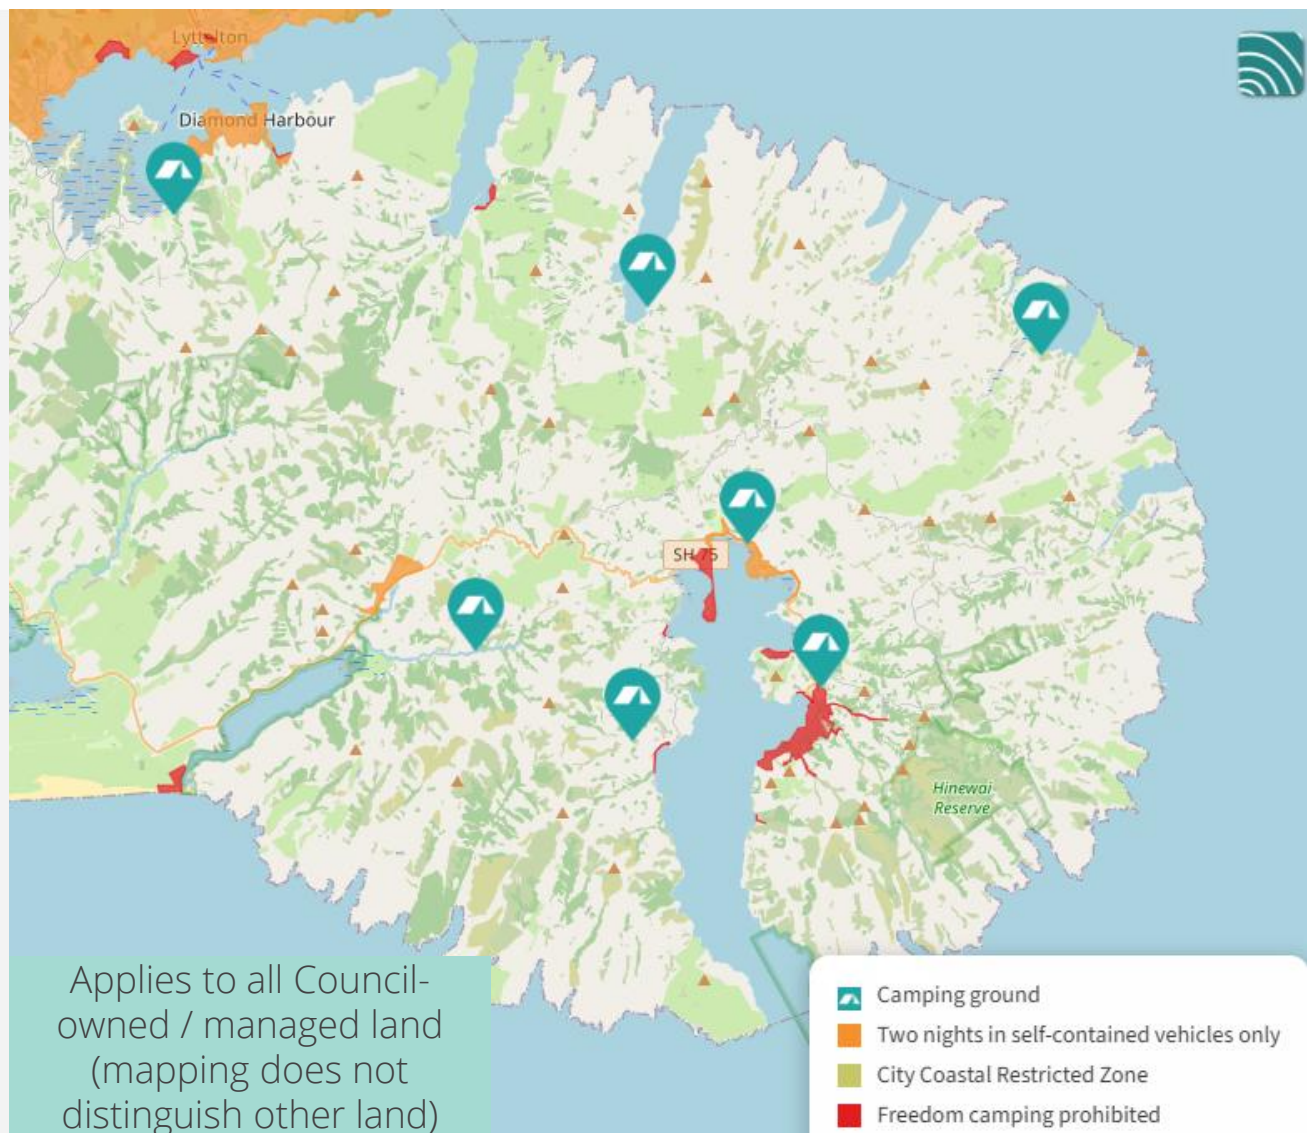 Lyttelton
Diamond Harbour
SH 75
Hinewai
Reserve
Applies to all Council-
owned / managed land
(mapping does not
distinguish other land)
Camping ground
Two nights in self-contained vehicles only
City Coastal Restricted Zone
Freedom camping prohibited